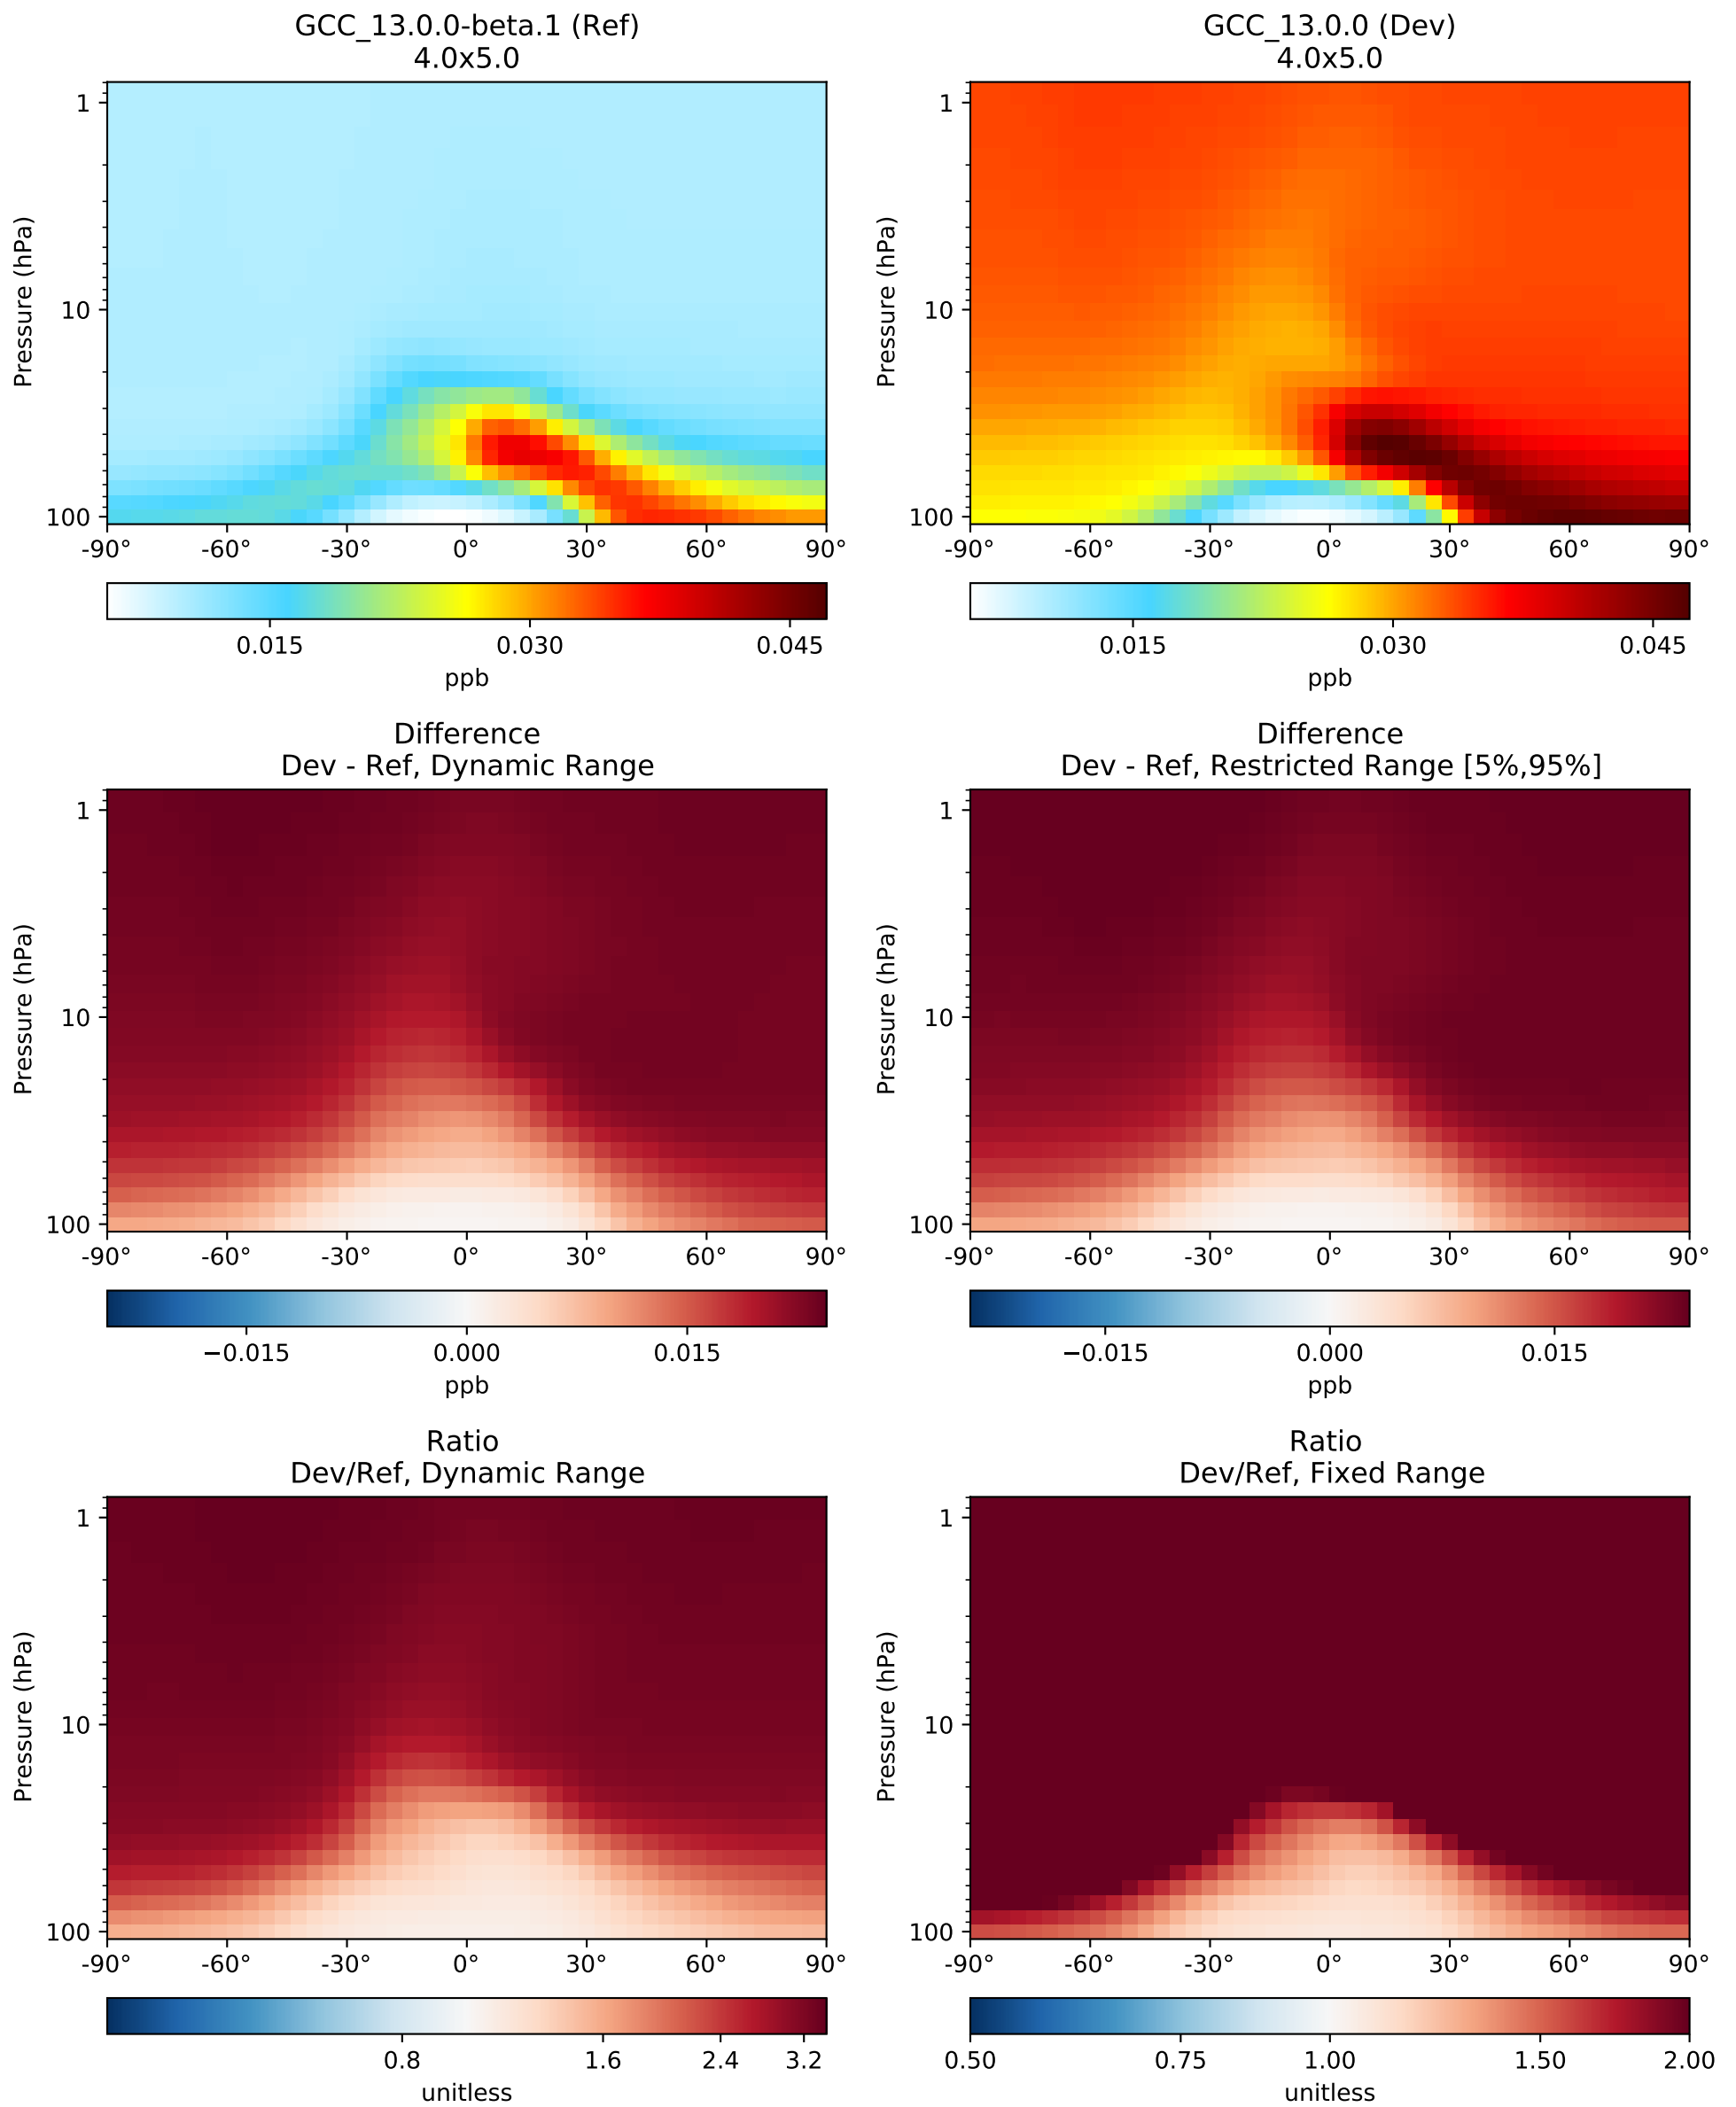 GCC_13.0.0-beta.1 (Ref)
4.0x5.0
Pressure (hPa)
1
10
100
-90° -60° -30° 0° 30° 60° 90°
0.015 0.030 0.045
ppb
GCC_13.0.0 (Dev)
4.0x5.0
Pressure (hPa)
1
10
100
-90° -60° -30° 0° 30° 60° 90°
0.015 0.030 0.045
ppb
Difference
Dev - Ref, Dynamic Range
Pressure (hPa)
1
10
100
-90° -60° -30° 0° 30° 60° 90°
−0.015 0.000 0.015
ppb
Difference
Dev - Ref, Restricted Range [5%,95%]
Pressure (hPa)
1
10
100
-90° -60° -30° 0° 30° 60° 90°
−0.015 0.000 0.015
ppb
Ratio
Dev/Ref, Dynamic Range
Pressure (hPa)
1
10
100
-90° -60° -30° 0° 30° 60° 90°
0.8 1.6 2.4 3.2
unitless
Ratio
Dev/Ref, Fixed Range
Pressure (hPa)
1
10
100
-90° -60° -30° 0° 30° 60° 90°
0.50 0.75 1.00 1.50 2.00
unitless